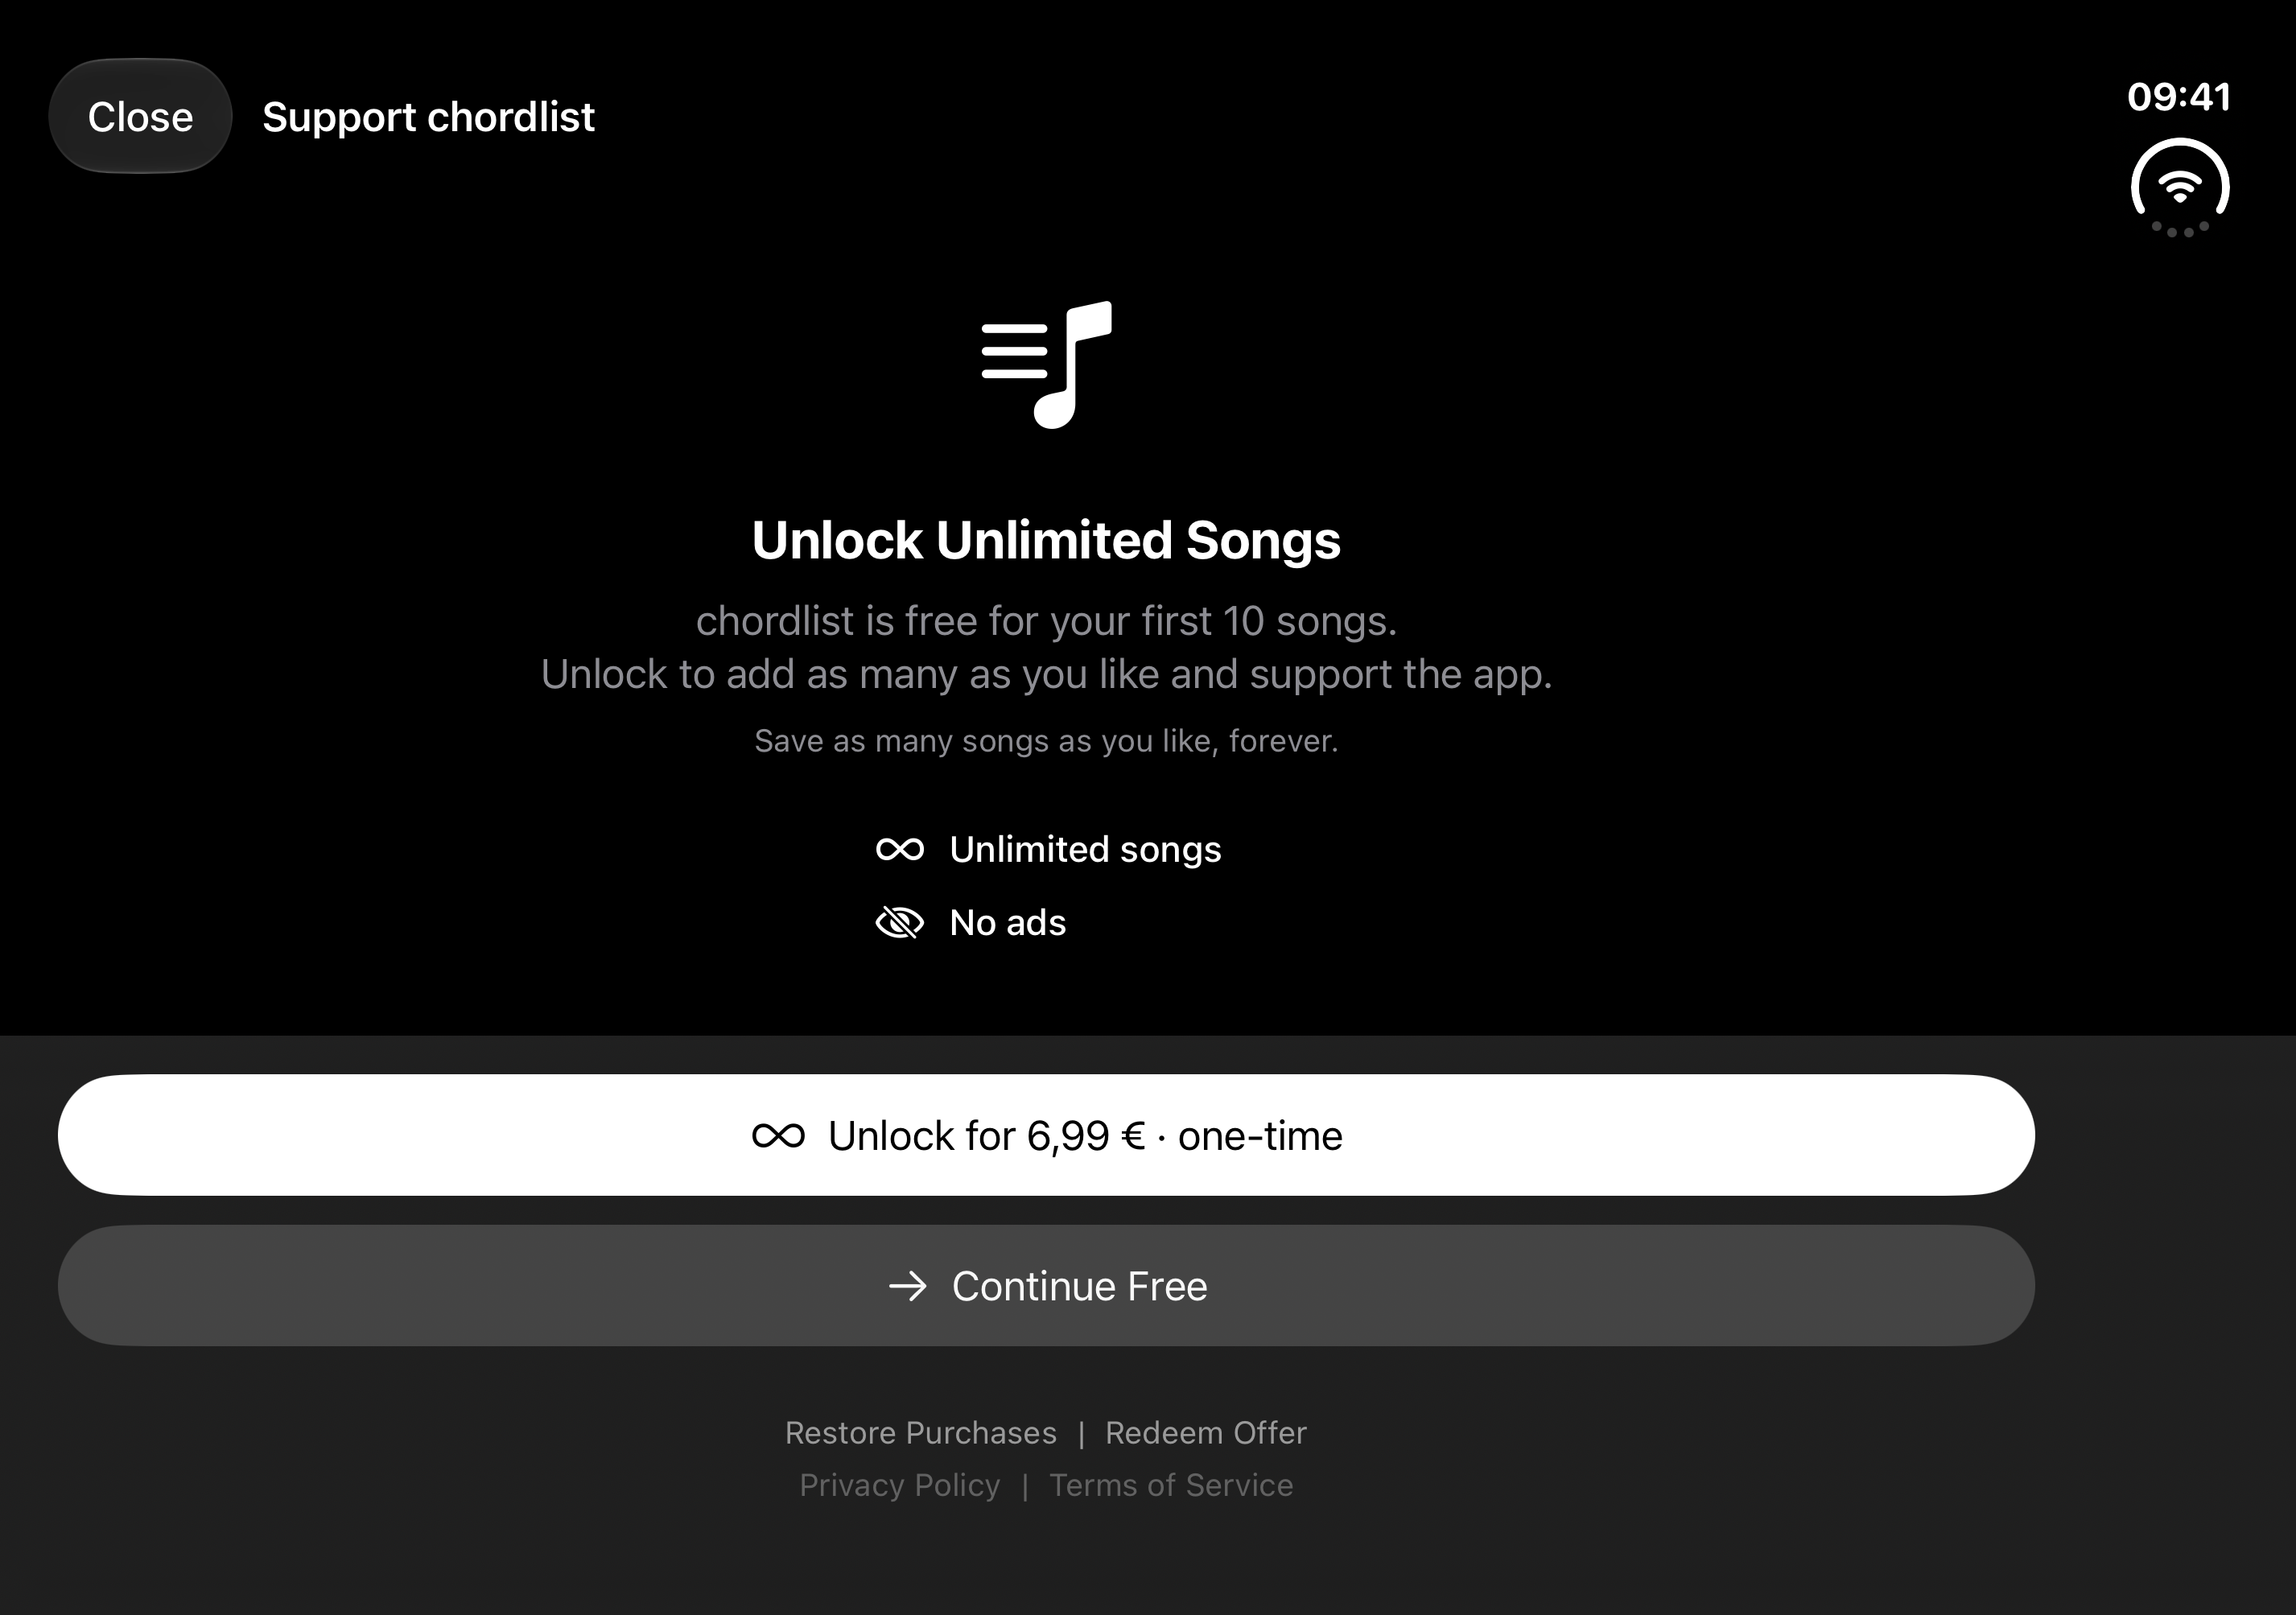 Close
Support chordlist
09:41
Unlock Unlimited Songs
chordlist is free for your first 10 songs.
Unlock to add as many as you like and support the app.
Save as many songs as you like, forever.
Unlimited songs
No ads
Unlock for 6,99 € · one-time
Continue Free
Restore Purchases | Redeem Offer
Privacy Policy | Terms of Service